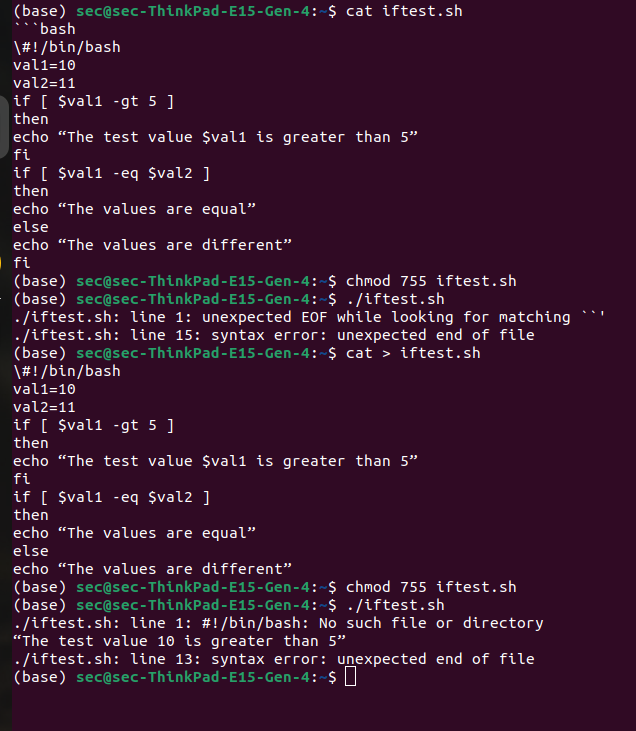 (base) sec@sec-ThinkPad-E15-Gen-4:~$ cat iftest.sh
```bash
\#!/bin/bash
val1=10
val2=11
if [ $val1 -gt 5 ]
then
echo “The test value $val1 is greater than 5”
fi
if [ $val1 -eq $val2 ]
then
echo “The values are equal”
else
echo “The values are different”
fi
(base) sec@sec-ThinkPad-E15-Gen-4:~$ chmod 755 iftest.sh
(base) sec@sec-ThinkPad-E15-Gen-4:~$ ./iftest.sh
./iftest.sh: line 1: unexpected EOF while looking for matching ``'
./iftest.sh: line 15: syntax error: unexpected end of file
(base) sec@sec-ThinkPad-E15-Gen-4:~$ cat > iftest.sh
\#!/bin/bash
val1=10
val2=11
if [ $val1 -gt 5 ]
then
echo “The test value $val1 is greater than 5”
fi
if [ $val1 -eq $val2 ]
then
echo “The values are equal”
else
echo “The values are different”
(base) sec@sec-ThinkPad-E15-Gen-4:~$ chmod 755 iftest.sh
(base) sec@sec-ThinkPad-E15-Gen-4:~$ ./iftest.sh
./iftest.sh: line 1: #!/bin/bash: No such file or directory
“The test value 10 is greater than 5”
./iftest.sh: line 13: syntax error: unexpected end of file
(base) sec@sec-ThinkPad-E15-Gen-4:~$